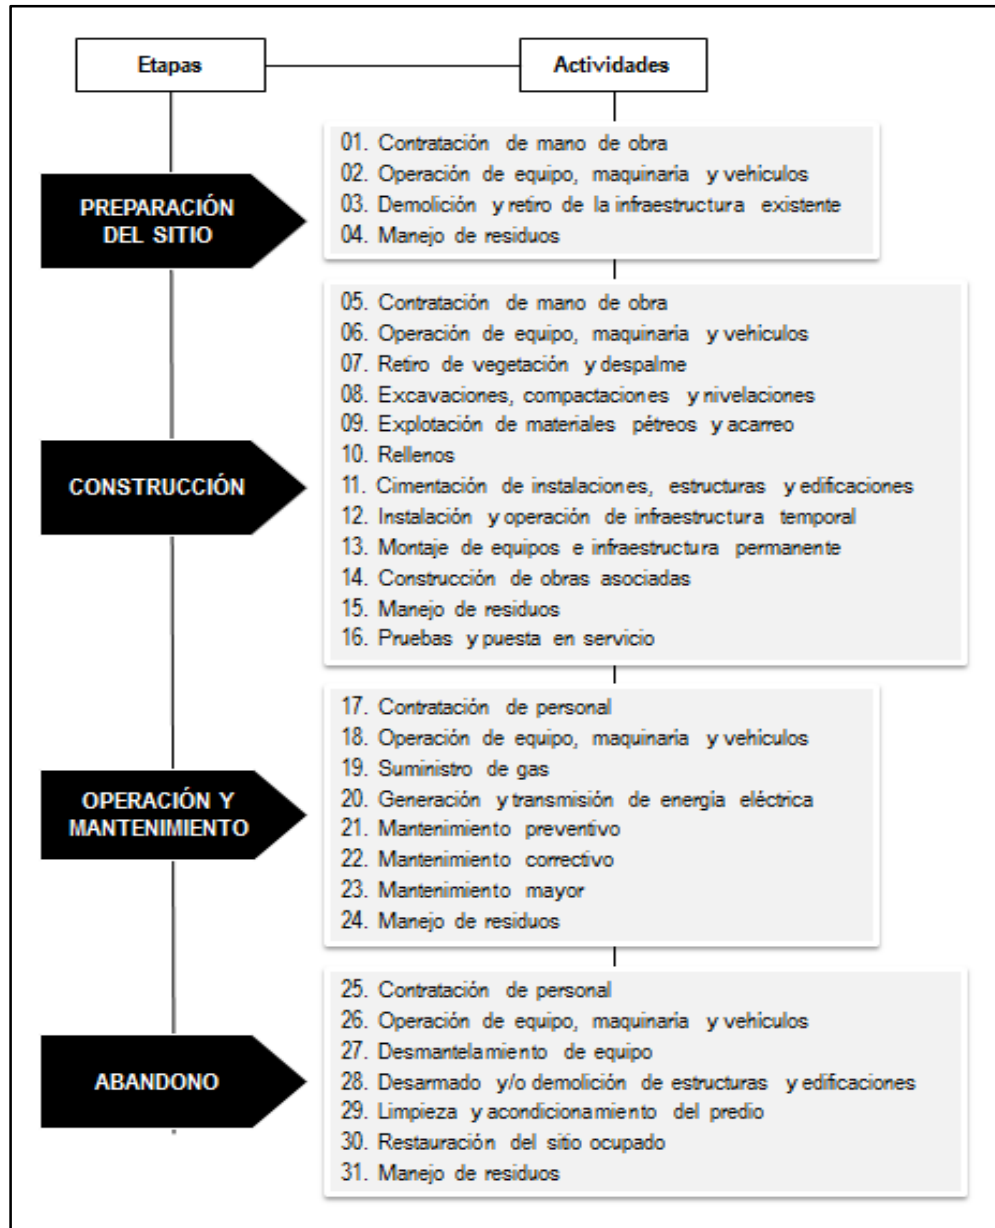 Etapas
Actividades
PREPARACIÓN
DEL SITIO
01. Contratación de mano de obra
02. Operación de equipo, maquinaría y vehículos
03. Demolición y retiro de la infraestructura existente
04. Manejo de residuos
CONSTRUCCIÓN
05. Contratación de mano de obra
06. Operación de equipo, maquinaría y vehículos
07. Retiro de vegetación y despalme
08. Excavaciones, compactaciones y nivelaciones
09. Explotación de materiales pétreos y acarreo
10. Rellenos
11. Cimentación de instalaciones, estructuras y edificaciones
12. Instalación y operación de infraestructura temporal
13. Montaje de equipos e infraestructura permanente
14. Construcción de obras asociadas
15. Manejo de residuos
16. Pruebas y puesta en servicio
OPERACIÓN Y
MANTENIMIENTO
17. Contratación de personal
18. Operación de equipo, maquinaría y vehículos
19. Suministro de gas
20. Generación y transmisión de energía eléctrica
21. Mantenimiento preventivo
22. Mantenimiento correctivo
23. Mantenimiento mayor
24. Manejo de residuos
ABANDONO
25. Contratación de personal
26. Operación de equipo, maquinaría y vehículos
27. Desmantelamiento de equipo
28. Desarmado y/o demolición de estructuras y edificaciones
29. Limpieza y acondicionamiento del predio
30. Restauración del sitio ocupado
31. Manejo de residuos